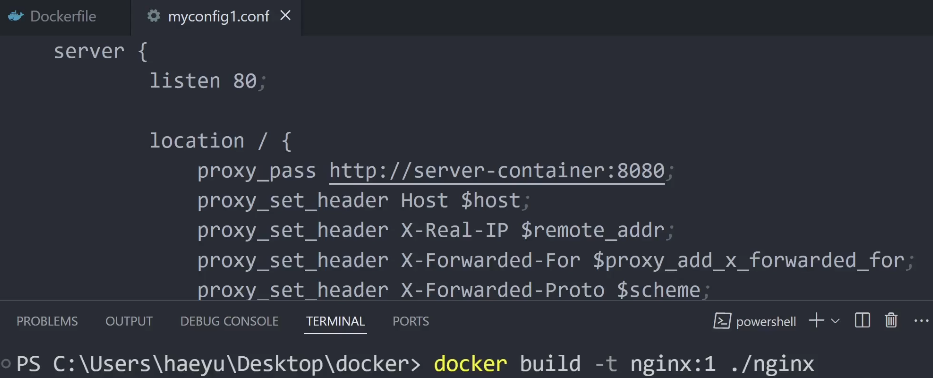 Dockerfile myconfig1.conf
server {
listen 80;
location / {
proxy_pass http://server-container:8080;
proxy_set_header Host $host;
proxy_set_header X-Real-IP $remote_addr;
proxy_set_header X-Forwarded-For $proxy_add_x_forwarded_for;
proxy_set_header X-Forwarded-Proto $scheme;
PROBLEMS OUTPUT DEBUG CONSOLE TERMINAL PORTS powershell
PS C:\Users\haeyu\Desktop\docker> docker build -t nginx:1 ./nginx